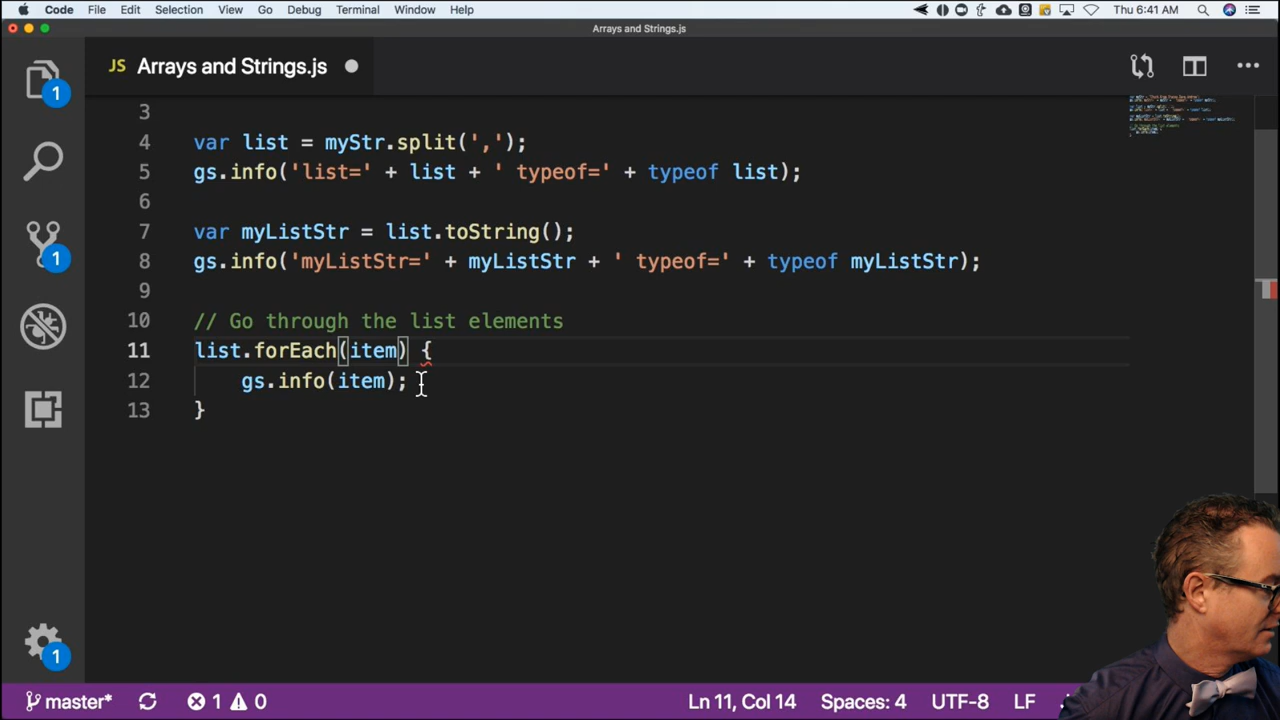 Code File Edit Selection View Go Debug Terminal Window Help Thu 6:41 AM
Arrays and Strings.js
JS Arrays and Strings.js
3
4 var list = myStr.split(',');
5 gs.info('list=' + list + ' typeof=' + typeof list);
6
7 var myListStr = list.toString();
8 gs.info('myListStr=' + myListStr + ' typeof=' + typeof myListStr);
9
10 // Go through the list elements
11 list.forEach(item) {
12 gs.info(item);
13 }
1
1
1
master* 1 0 Ln 11, Col 14 Spaces: 4 UTF-8 LF